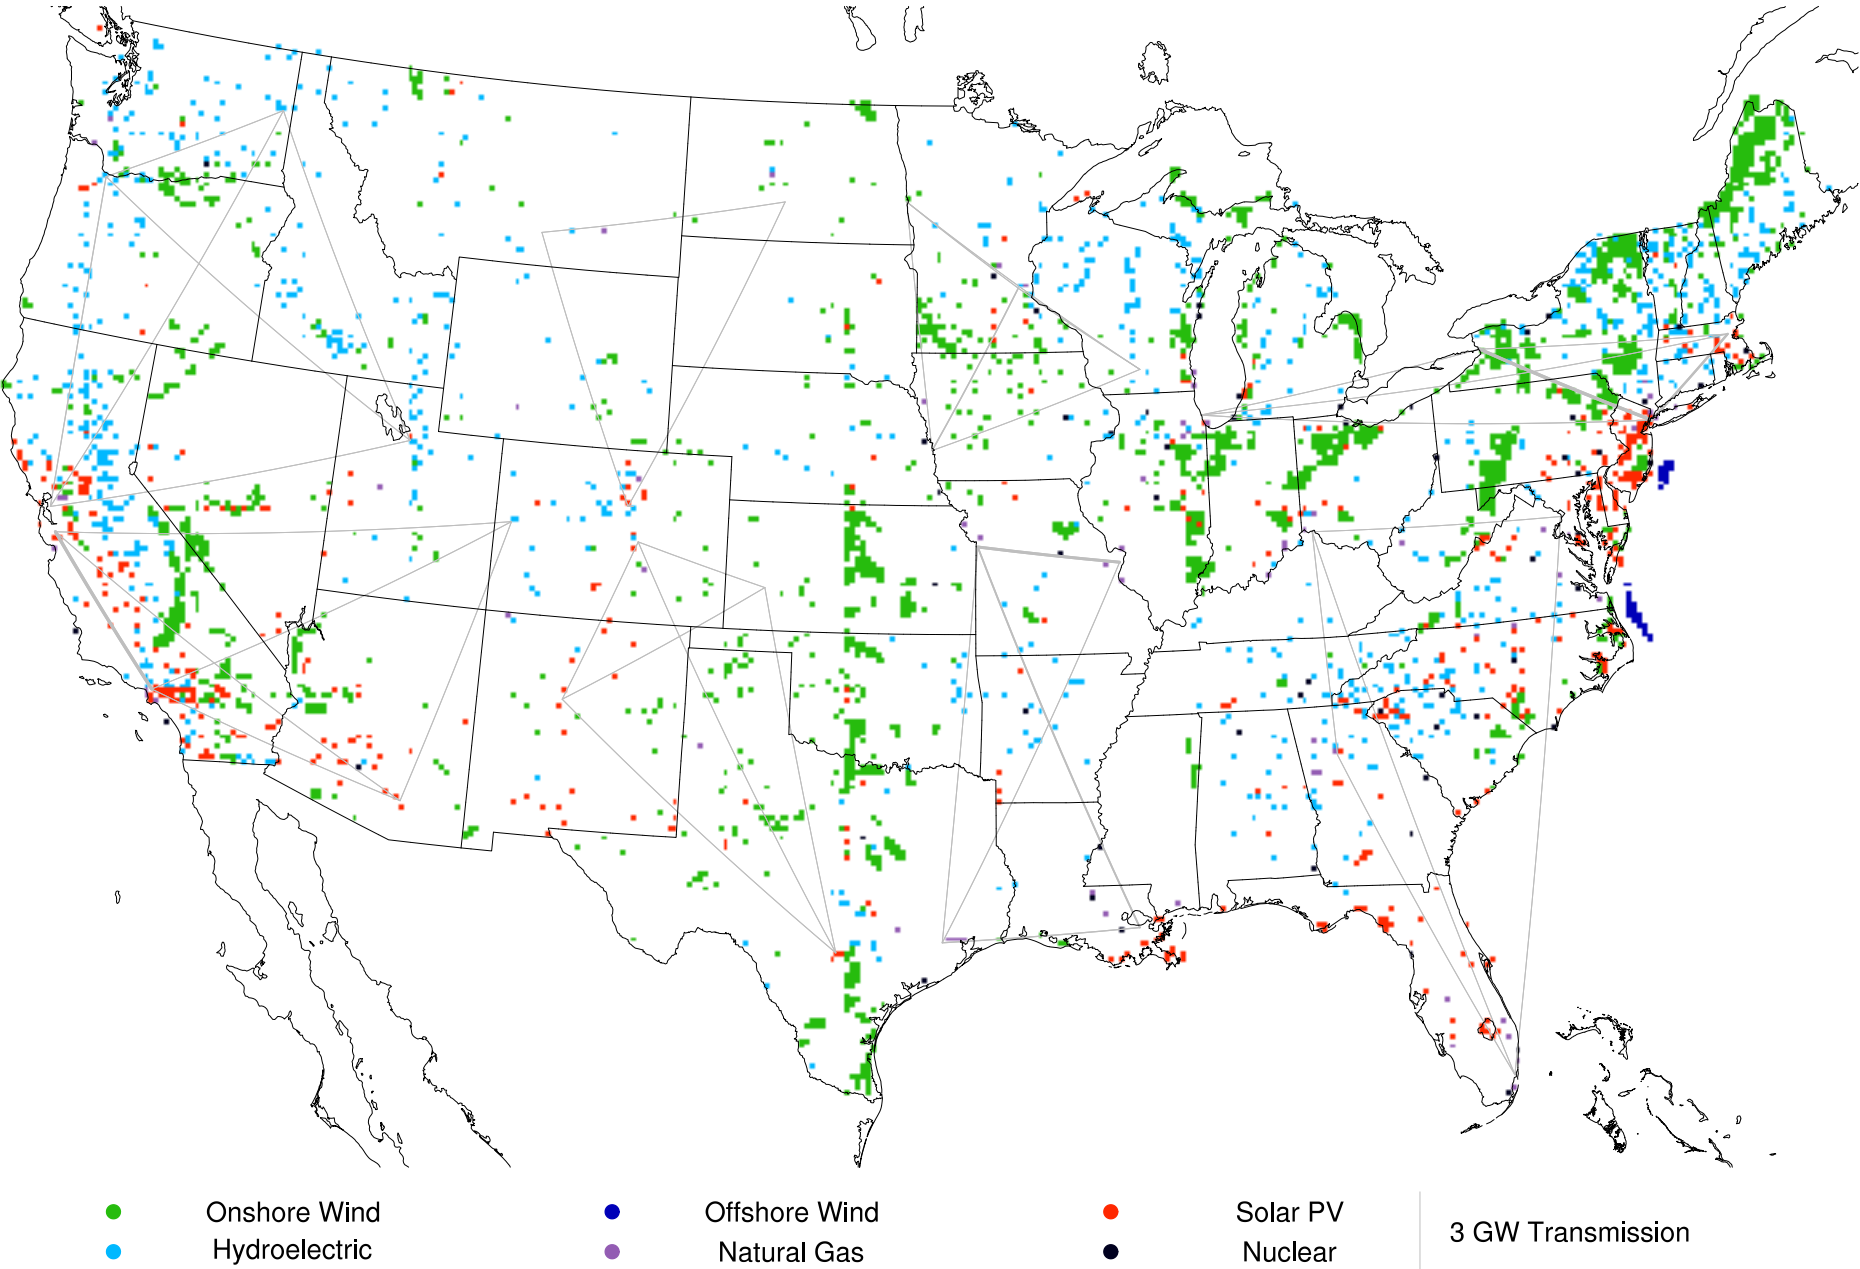 Onshore Wind
Offshore Wind
Solar PV
3 GW Transmission
Hydroelectric
Natural Gas
Nuclear